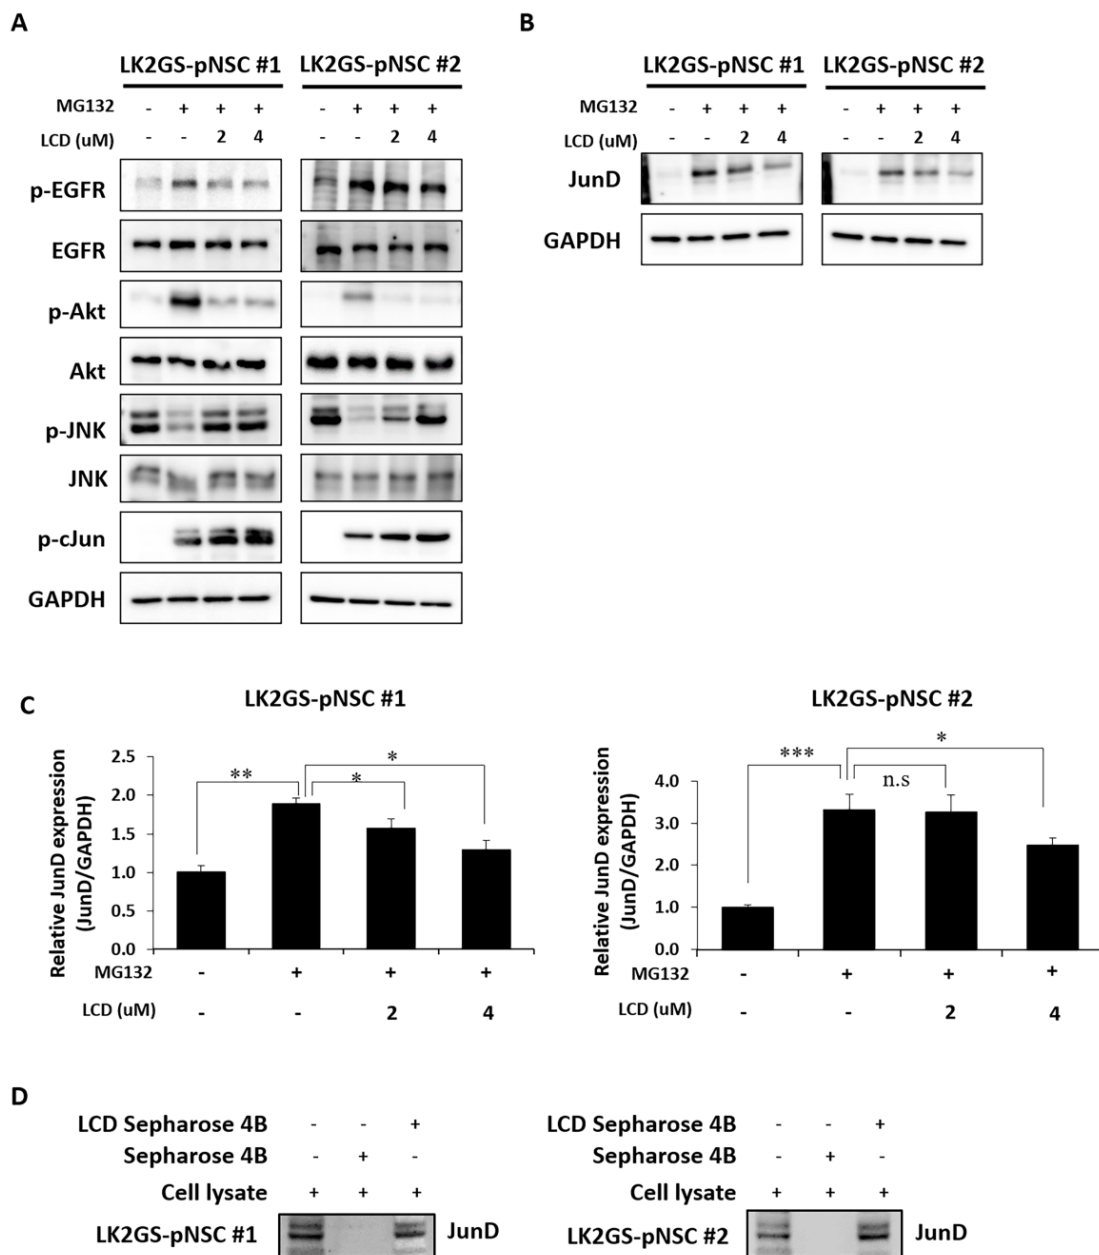 A
LK2GS-pNSC #1 LK2GS-pNSC #2
MG132 - + + + - + + +
LCD (uM) - - 2 4 - - 2 4
p-EGFR
EGFR
p-Akt
Akt
p-JNK
JNK
p-cJun
GAPDH
B
LK2GS-pNSC #1 LK2GS-pNSC #2
MG132 - + + + - + + +
LCD (uM) - - 2 4 - - 2 4
JunD
GAPDH
C
LK2GS-pNSC #1
Relative JunD expression
(JunD/GAPDH)
2.5
2.0
1.5
1.0
0.5
0.0
** * *
MG132 - + + +
LCD (uM) - - 2 4
LK2GS-pNSC #2
Relative JunD expression
(JunD/GAPDH)
4.0
3.0
2.0
1.0
0.0
*** n.s *
MG132 - + + +
LCD (uM) - - 2 4
D
LCD Sepharose 4B - - +
Sepharose 4B - + -
Cell lysate + + +
LK2GS-pNSC #1 JunD
LCD Sepharose 4B - - +
Sepharose 4B - + -
Cell lysate + + +
LK2GS-pNSC #2 JunD